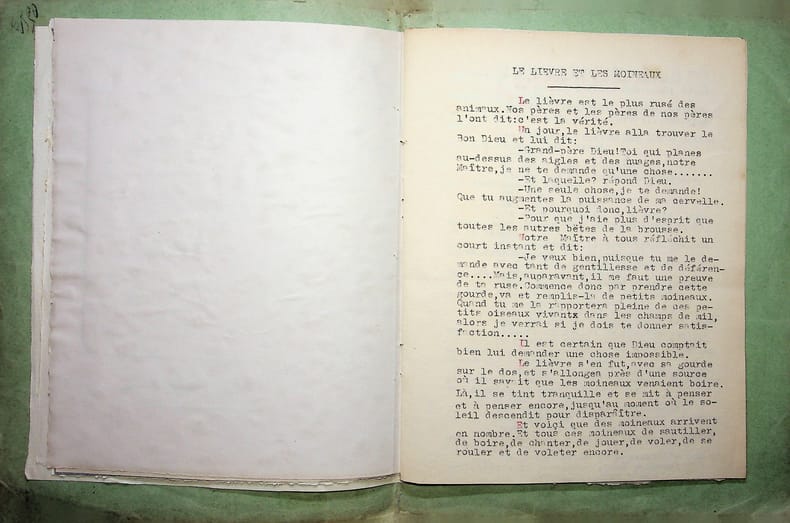 LE LIEVRE ET LES MOINEAUX
Le lièvre est le plus rusé des
animaux.Nos pères et les pères de nos pères
l'ont dit:c'est la vérité.
Un jour,le lièvre alla trouver le
Bon Dieu et lui dit:
-Grand-père Dieu!Toi qui planes
au-dessus des aigles et des nuages,notre
Maître,je ne te demande qu'une chose.......
-Et laquelle? répond Dieu.
-Une seule chose,je te demande!
Que tu augmentes la puissance de ma cervelle.
-Et pourquoi donc,lièvre?
-Pour que j'aie plus d'esprit que
toutes les autres bêtes de la brousse.
Notre Maître à tous réfléchit un
court instant et dit:
-Je veux bien,puisque tu me le de-
mande avec tant de gentillesse et de déféren-
ce....Mais,auparavant,il me faut une preuve
de ta ruse.Commence donc par prendre cette
gourde,va et remplis-la de petits moineaux.
Quand tu me la rapportera pleine de ces pe-
tits oiseaux vivantx dans les champs de mil,
alors je verrai si je dois te donner satis-
faction.....
Il est certain que Dieu comptait
bien lui demander une chose impossible.
Le lièvre s'en fut,avec sa gourde
sur le dos,et s'allongea près d'une source
où il savait que les moineaux venaient boire.
Là,il se tint tranquille et se mit à penser
et à penser encore,jusqu'au moment où le so-
leil descendit pour disparaître.
Et voiçi que des moineaux arrivent
en nombre.Et tous ces moineaux de sautiller,
de boire,de chanter,de jouer,de voler,de se
rouler et de voleter encore.